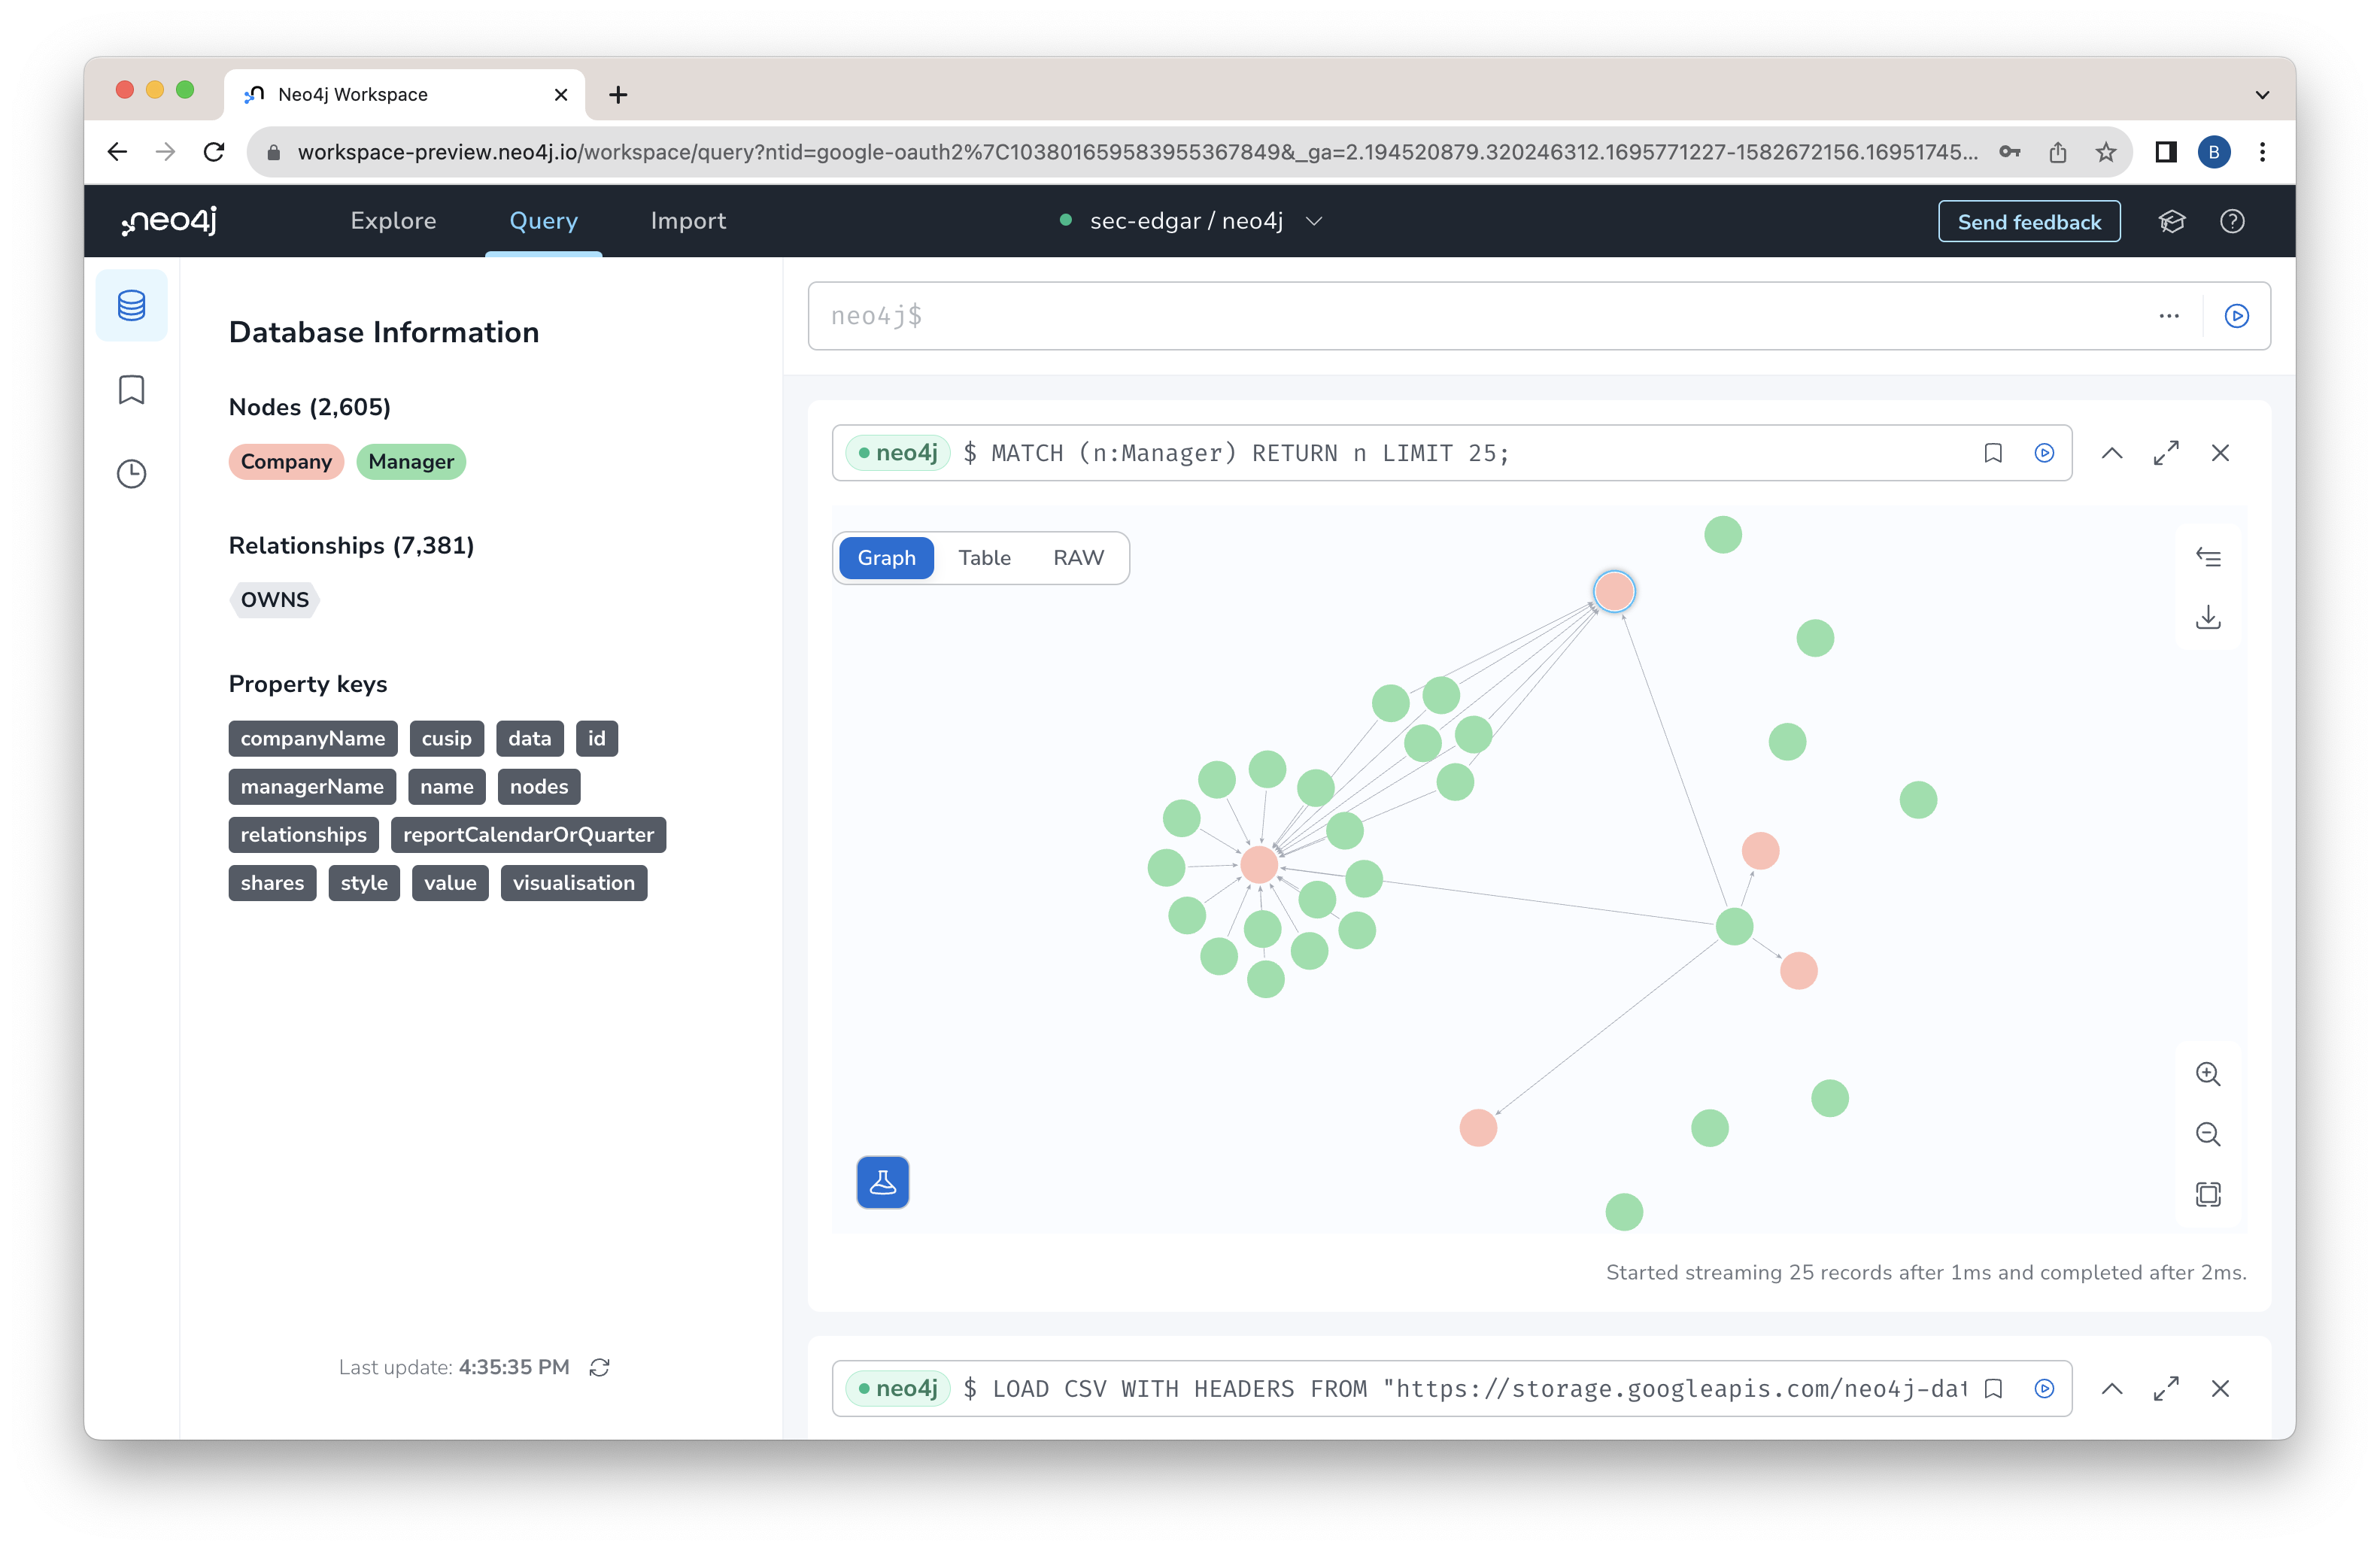 Neo4j Workspace
workspace-preview.neo4j.io/workspace/query?ntid=google-oauth2%7C103801659583955367849&_ga=2.194520879.320246312.1695771227-1582672156.16951745...
B
neo4j
Explore
Query
Import
sec-edgar / neo4j
Send feedback
Database Information
Nodes (2,605)
Company Manager
Relationships (7,381)
OWNS
Property keys
companyName cusip data id
managerName name nodes
relationships reportCalendarOrQuarter
shares style value visualisation
Last update: 4:35:35 PM
neo4j$
neo4j $ MATCH (n:Manager) RETURN n LIMIT 25;
Graph Table RAW
Started streaming 25 records after 1ms and completed after 2ms.
neo4j $ LOAD CSV WITH HEADERS FROM "https://storage.googleapis.com/neo4j-dat